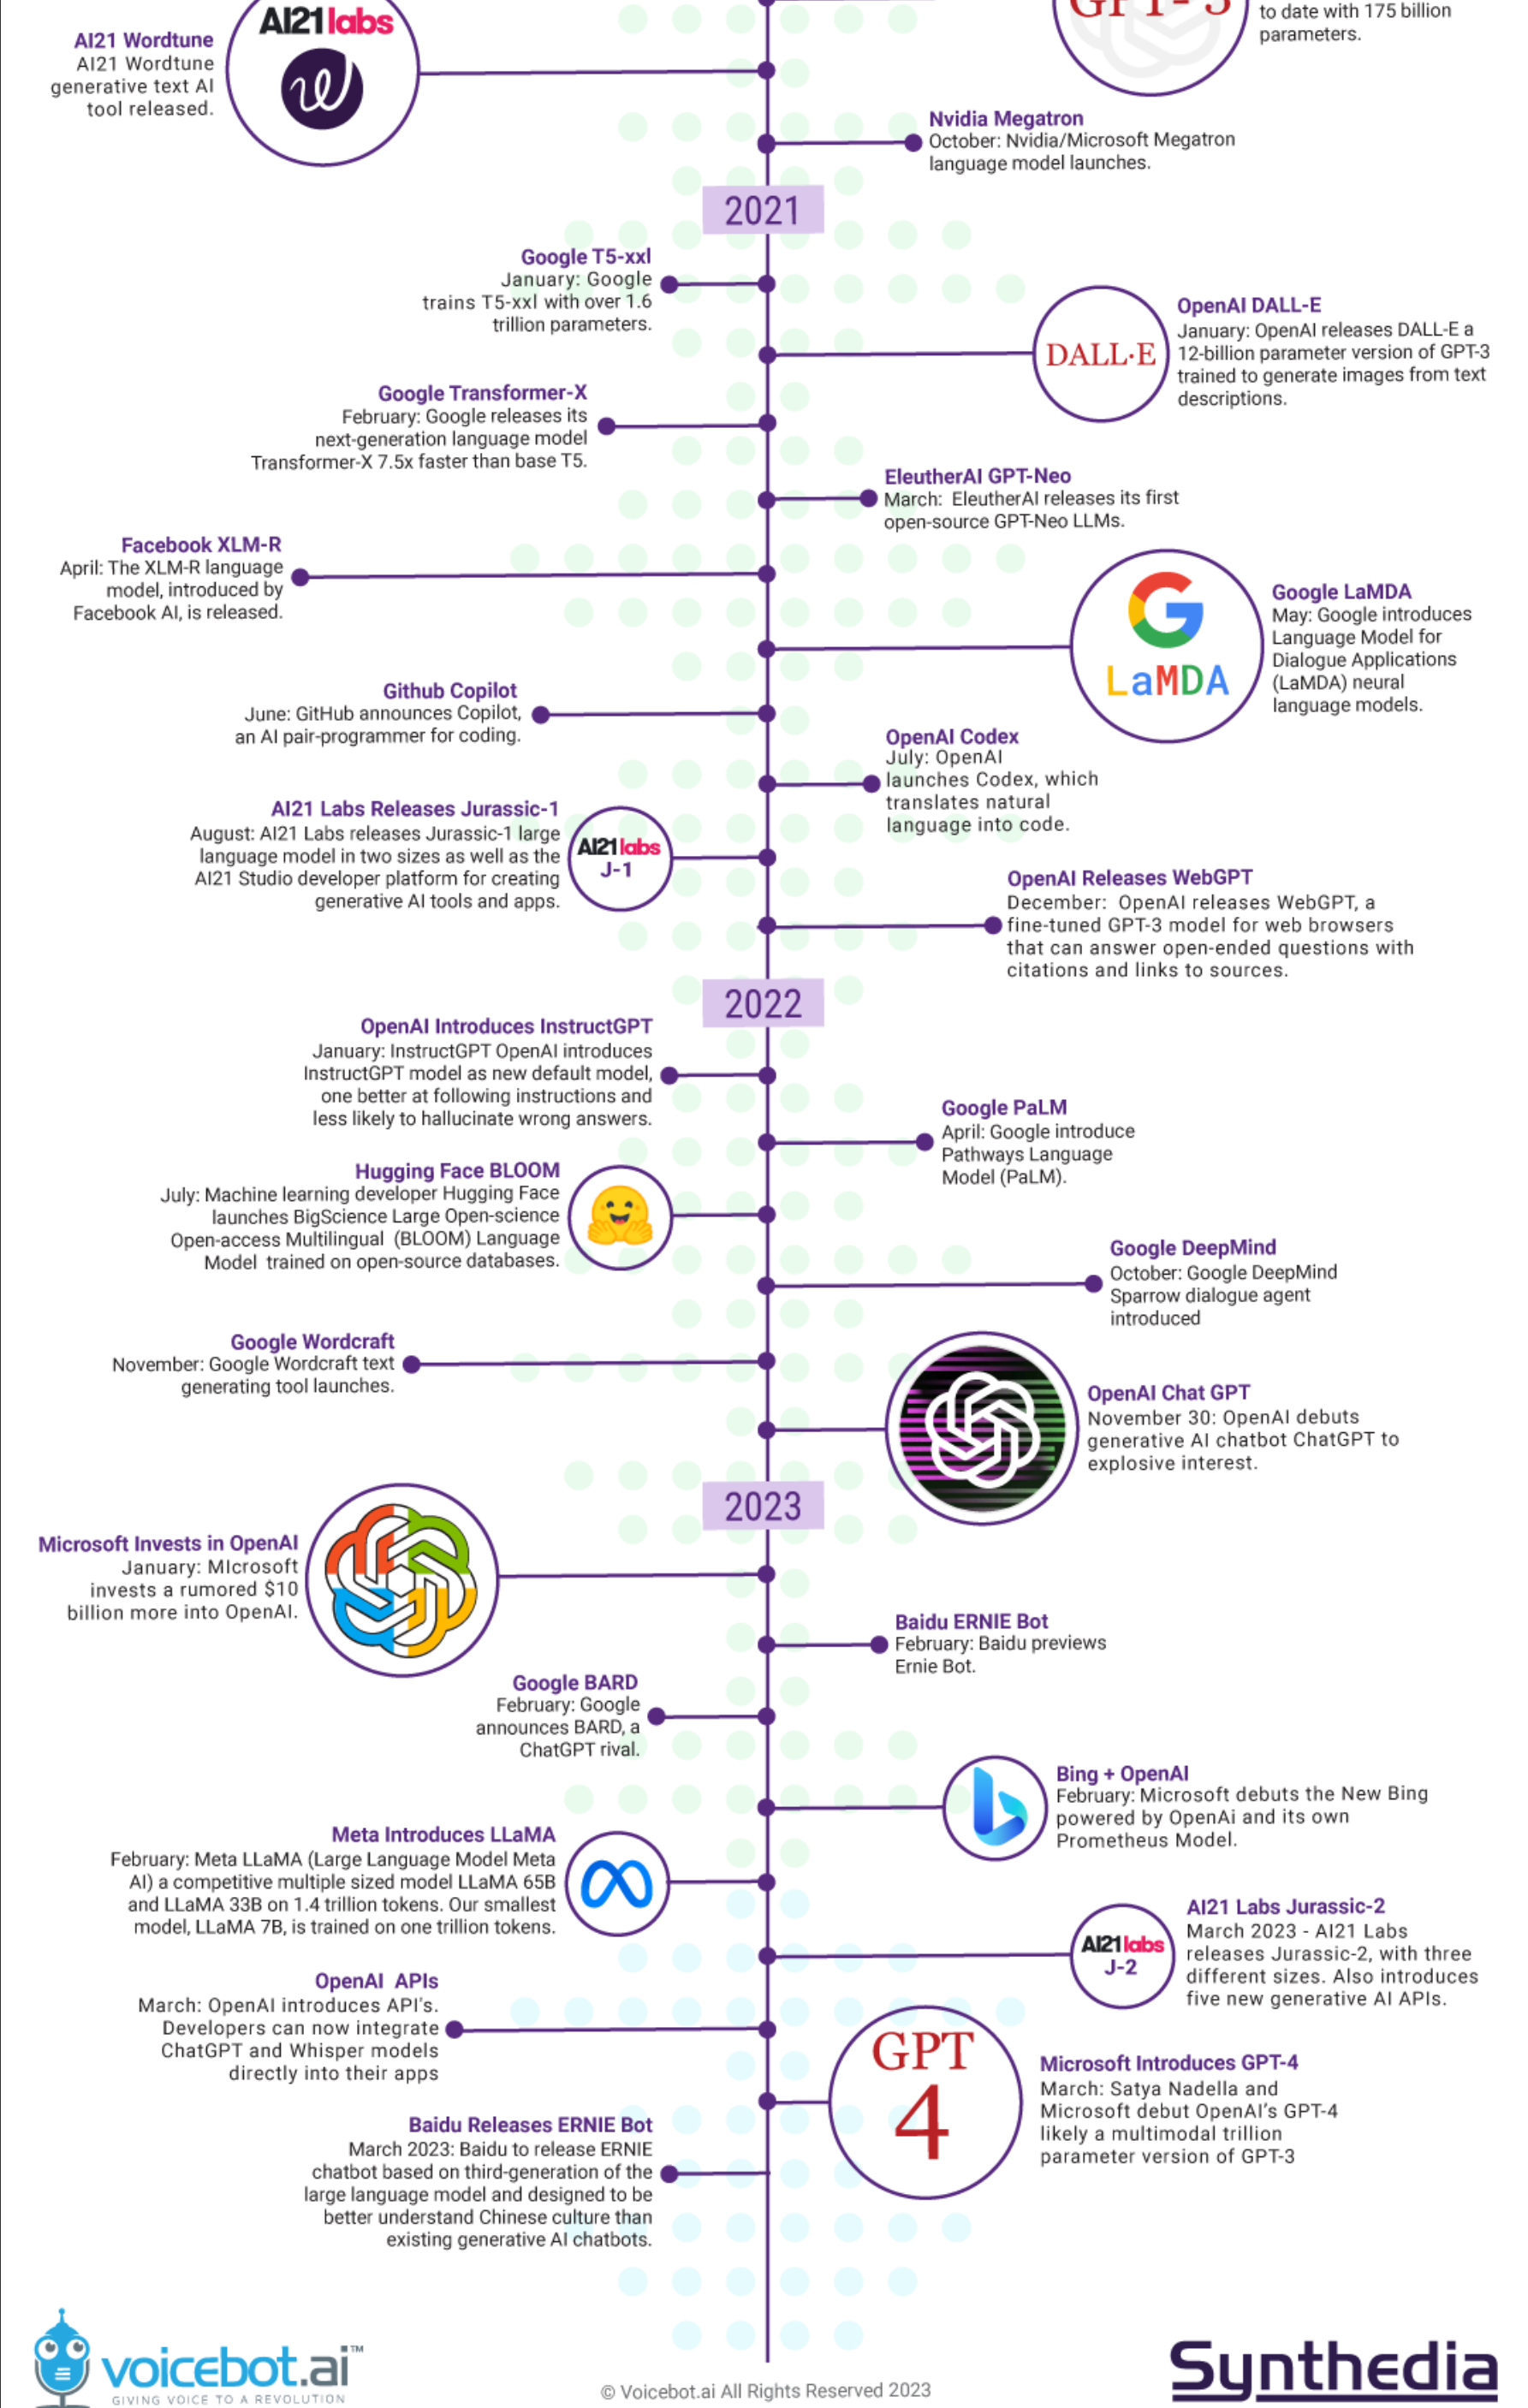 GPT-3
to date with 175 billion
parameters.
AI21 labs
AI21 Wordtune
AI21 Wordtune
generative text AI
tool released.
w
Nvidia Megatron
October: Nvidia/Microsoft Megatron
language model launches.
2021
Google T5-xxl
January: Google
trains T5-xxl with over 1.6
trillion parameters.
DALL·E
OpenAI DALL-E
January: OpenAI releases DALL-E a
12-billion parameter version of GPT-3
trained to generate images from text
descriptions.
Google Transformer-X
February: Google releases its
next-generation language model
Transformer-X 7.5x faster than base T5.
EleutherAI GPT-Neo
March: EleutherAI releases its first
open-source GPT-Neo LLMs.
Facebook XLM-R
April: The XLM-R language
model, introduced by
Facebook AI, is released.
G
LaMDA
Google LaMDA
May: Google introduces
Language Model for
Dialogue Applications
(LaMDA) neural
language models.
Github Copilot
June: GitHub announces Copilot,
an AI pair-programmer for coding.
OpenAI Codex
July: OpenAI
launches Codex, which
translates natural
language into code.
AI21 Labs Releases Jurassic-1
August: AI21 Labs releases Jurassic-1 large
language model in two sizes as well as the
AI21 Studio developer platform for creating
generative AI tools and apps.
AI21 labs
J-1
OpenAI Releases WebGPT
December: OpenAI releases WebGPT, a
fine-tuned GPT-3 model for web browsers
that can answer open-ended questions with
citations and links to sources.
2022
OpenAI Introduces InstructGPT
January: InstructGPT OpenAI introduces
InstructGPT model as new default model,
one better at following instructions and
less likely to hallucinate wrong answers.
Google PaLM
April: Google introduce
Pathways Language
Model (PaLM).
Hugging Face BLOOM
July: Machine learning developer Hugging Face
launches BigScience Large Open-science
Open-access Multilingual (BLOOM) Language
Model trained on open-source databases.
Google DeepMind
October: Google DeepMind
Sparrow dialogue agent
introduced
Google Wordcraft
November: Google Wordcraft text
generating tool launches.
OpenAI Chat GPT
November 30: OpenAI debuts
generative AI chatbot ChatGPT to
explosive interest.
2023
Microsoft Invests in OpenAI
January: MIcrosoft
invests a rumored $10
billion more into OpenAI.
Baidu ERNIE Bot
February: Baidu previews
Ernie Bot.
Google BARD
February: Google
announces BARD, a
ChatGPT rival.
Bing + OpenAI
February: Microsoft debuts the New Bing
powered by OpenAi and its own
Prometheus Model.
Meta Introduces LLaMA
February: Meta LLaMA (Large Language Model Meta
AI) a competitive multiple sized model LLaMA 65B
and LLaMA 33B on 1.4 trillion tokens. Our smallest
model, LLaMA 7B, is trained on one trillion tokens.
AI21 labs
J-2
AI21 Labs Jurassic-2
March 2023 - AI21 Labs
releases Jurassic-2, with three
different sizes. Also introduces
five new generative AI APIs.
OpenAI APIs
March: OpenAI introduces API's.
Developers can now integrate
ChatGPT and Whisper models
directly into their apps
GPT
4
Microsoft Introduces GPT-4
March: Satya Nadella and
Microsoft debut OpenAI's GPT-4
likely a multimodal trillion
parameter version of GPT-3
Baidu Releases ERNIE Bot
March 2023: Baidu to release ERNIE
chatbot based on third-generation of the
large language model and designed to be
better understand Chinese culture than
existing generative AI chatbots.
voicebot.ai™
GIVING VOICE TO A REVOLUTION
© Voicebot.ai All Rights Reserved 2023
Synthedia